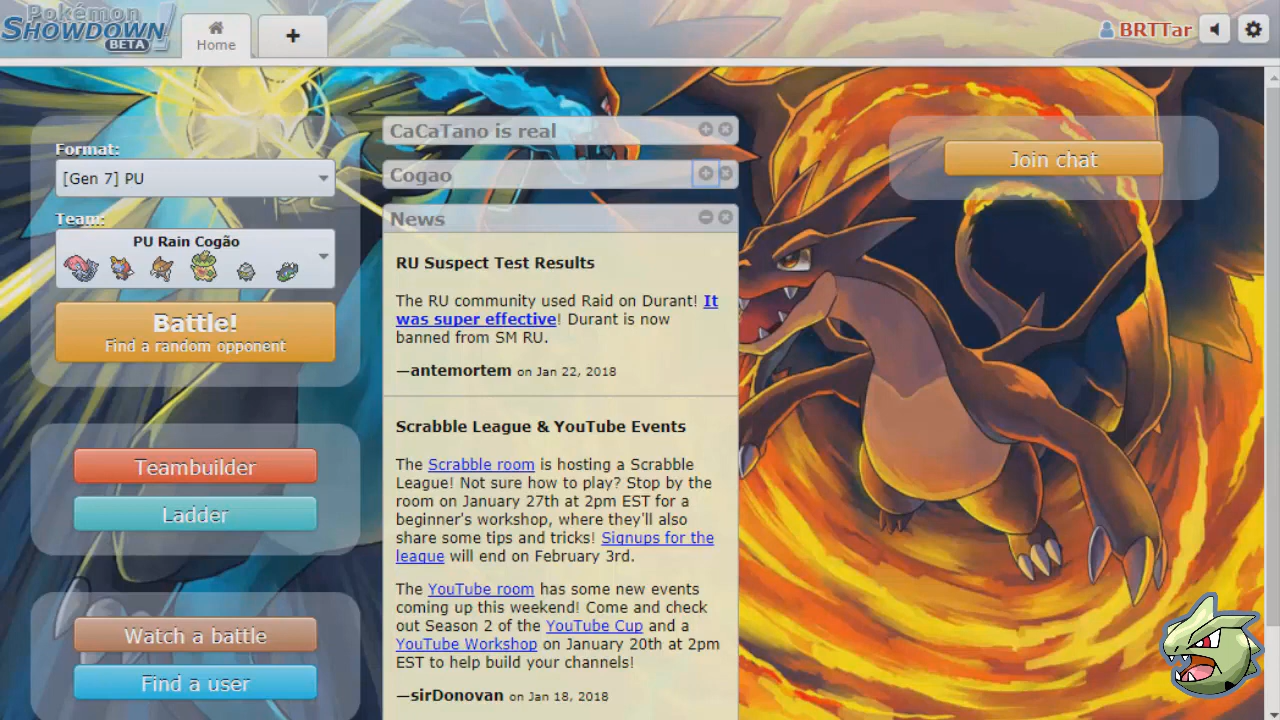 Pokémon
SHOWDOWN!
BETA
Home
BRTTar
Format:
[Gen 7] PU
Team:
PU Rain Cogão
Battle!
Find a random opponent
Teambuilder
Ladder
Watch a battle
Find a user
CaCaTano is real
Cogao
News
RU Suspect Test Results
The RU community used Raid on Durant! It
was super effective! Durant is now
banned from SM RU.
—antemortem on Jan 22, 2018
Scrabble League & YouTube Events
The Scrabble room is hosting a Scrabble
League! Not sure how to play? Stop by the
room on January 27th at 2pm EST for a
beginner's workshop, where they'll also
share some tips and tricks! Signups for the
league will end on February 3rd.
The YouTube room has some new events
coming up this weekend! Come and check
out Season 2 of the YouTube Cup and a
YouTube Workshop on January 20th at 2pm
EST to help build your channels!
—sirDonovan on Jan 18, 2018
Join chat